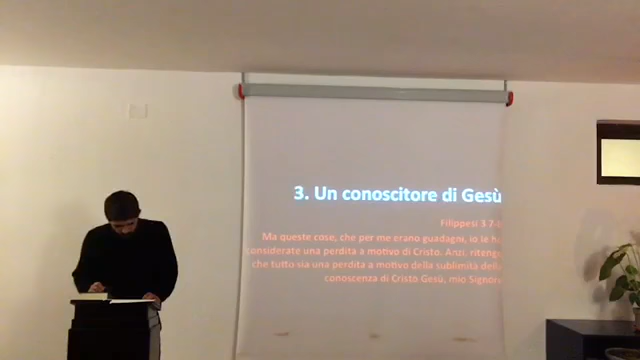 3. Un conoscitore di Gesù
Filippesi 3.7-
Ma queste cose, che per me erano guadagni, io le ho
considerate una perdita a motivo di Cristo. Anzi, ritengo
che tutto sia una perdita a motivo della sublimità della
conoscenza di Cristo Gesù, mio Signore